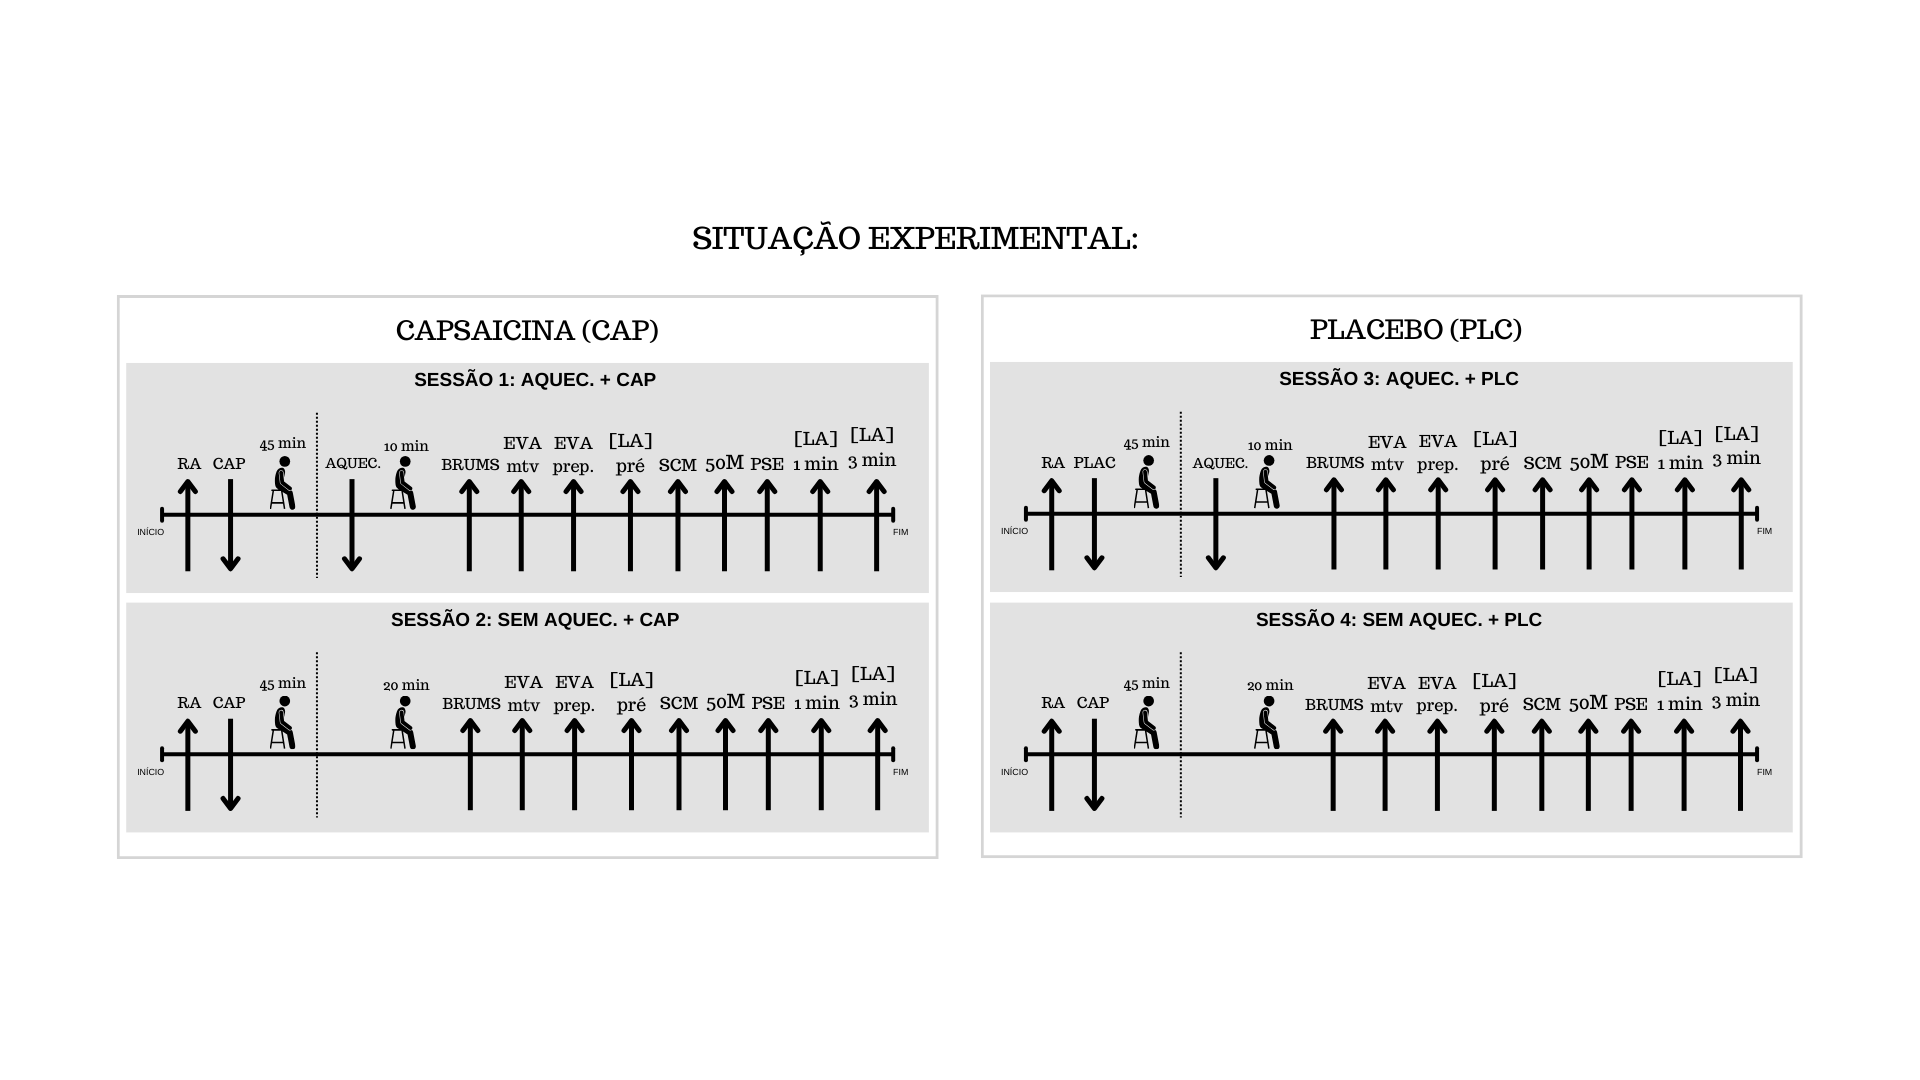 SITUAÇÃO EXPERIMENTAL:
CAPSAICINA (CAP)
SESSÃO 1: AQUEC. + CAP
RA CAP 45 min AQUEC. 10 min BRUMS EVA mtv EVA prep. [LA] pré SCM 50M PSE [LA] 1 min [LA] 3 min
INÍCIO FIM
SESSÃO 2: SEM AQUEC. + CAP
RA CAP 45 min 20 min BRUMS EVA mtv EVA prep. [LA] pré SCM 50M PSE [LA] 1 min [LA] 3 min
INÍCIO FIM
PLACEBO (PLC)
SESSÃO 3: AQUEC. + PLC
RA PLAC 45 min AQUEC. 10 min BRUMS EVA mtv EVA prep. [LA] pré SCM 50M PSE [LA] 1 min [LA] 3 min
INÍCIO FIM
SESSÃO 4: SEM AQUEC. + PLC
RA CAP 45 min 20 min BRUMS EVA mtv EVA prep. [LA] pré SCM 50M PSE [LA] 1 min [LA] 3 min
INÍCIO FIM